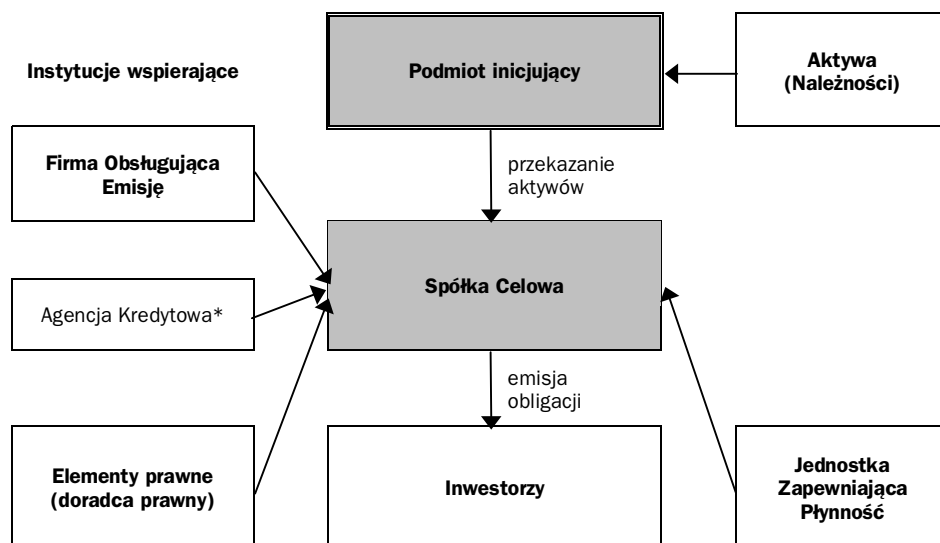 Instytucje wspierające
Podmiot inicjujący
Aktywa
(Należności)
Firma Obsługująca
Emisję
przekazanie
aktywów
Spółka Celowa
Agencja Kredytowa*
emisja
obligacji
Elementy prawne
(doradca prawny)
Inwestorzy
Jednostka
Zapewniająca
Płynność